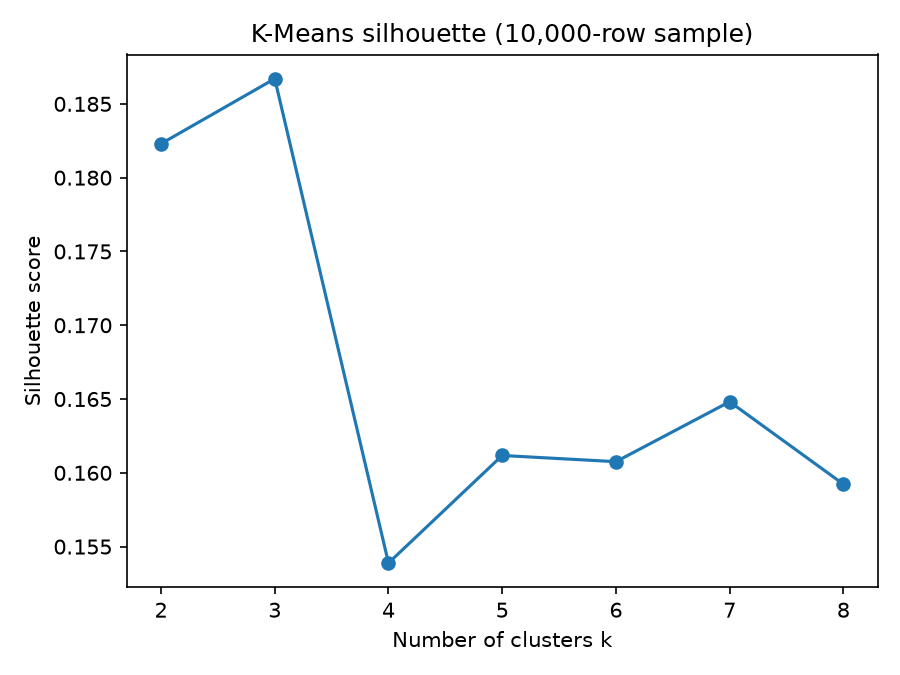 K-Means silhouette (10,000-row sample)
Silhouette score
0.185
0.180
0.175
0.170
0.165
0.160
0.155
2 3 4 5 6 7 8
Number of clusters k